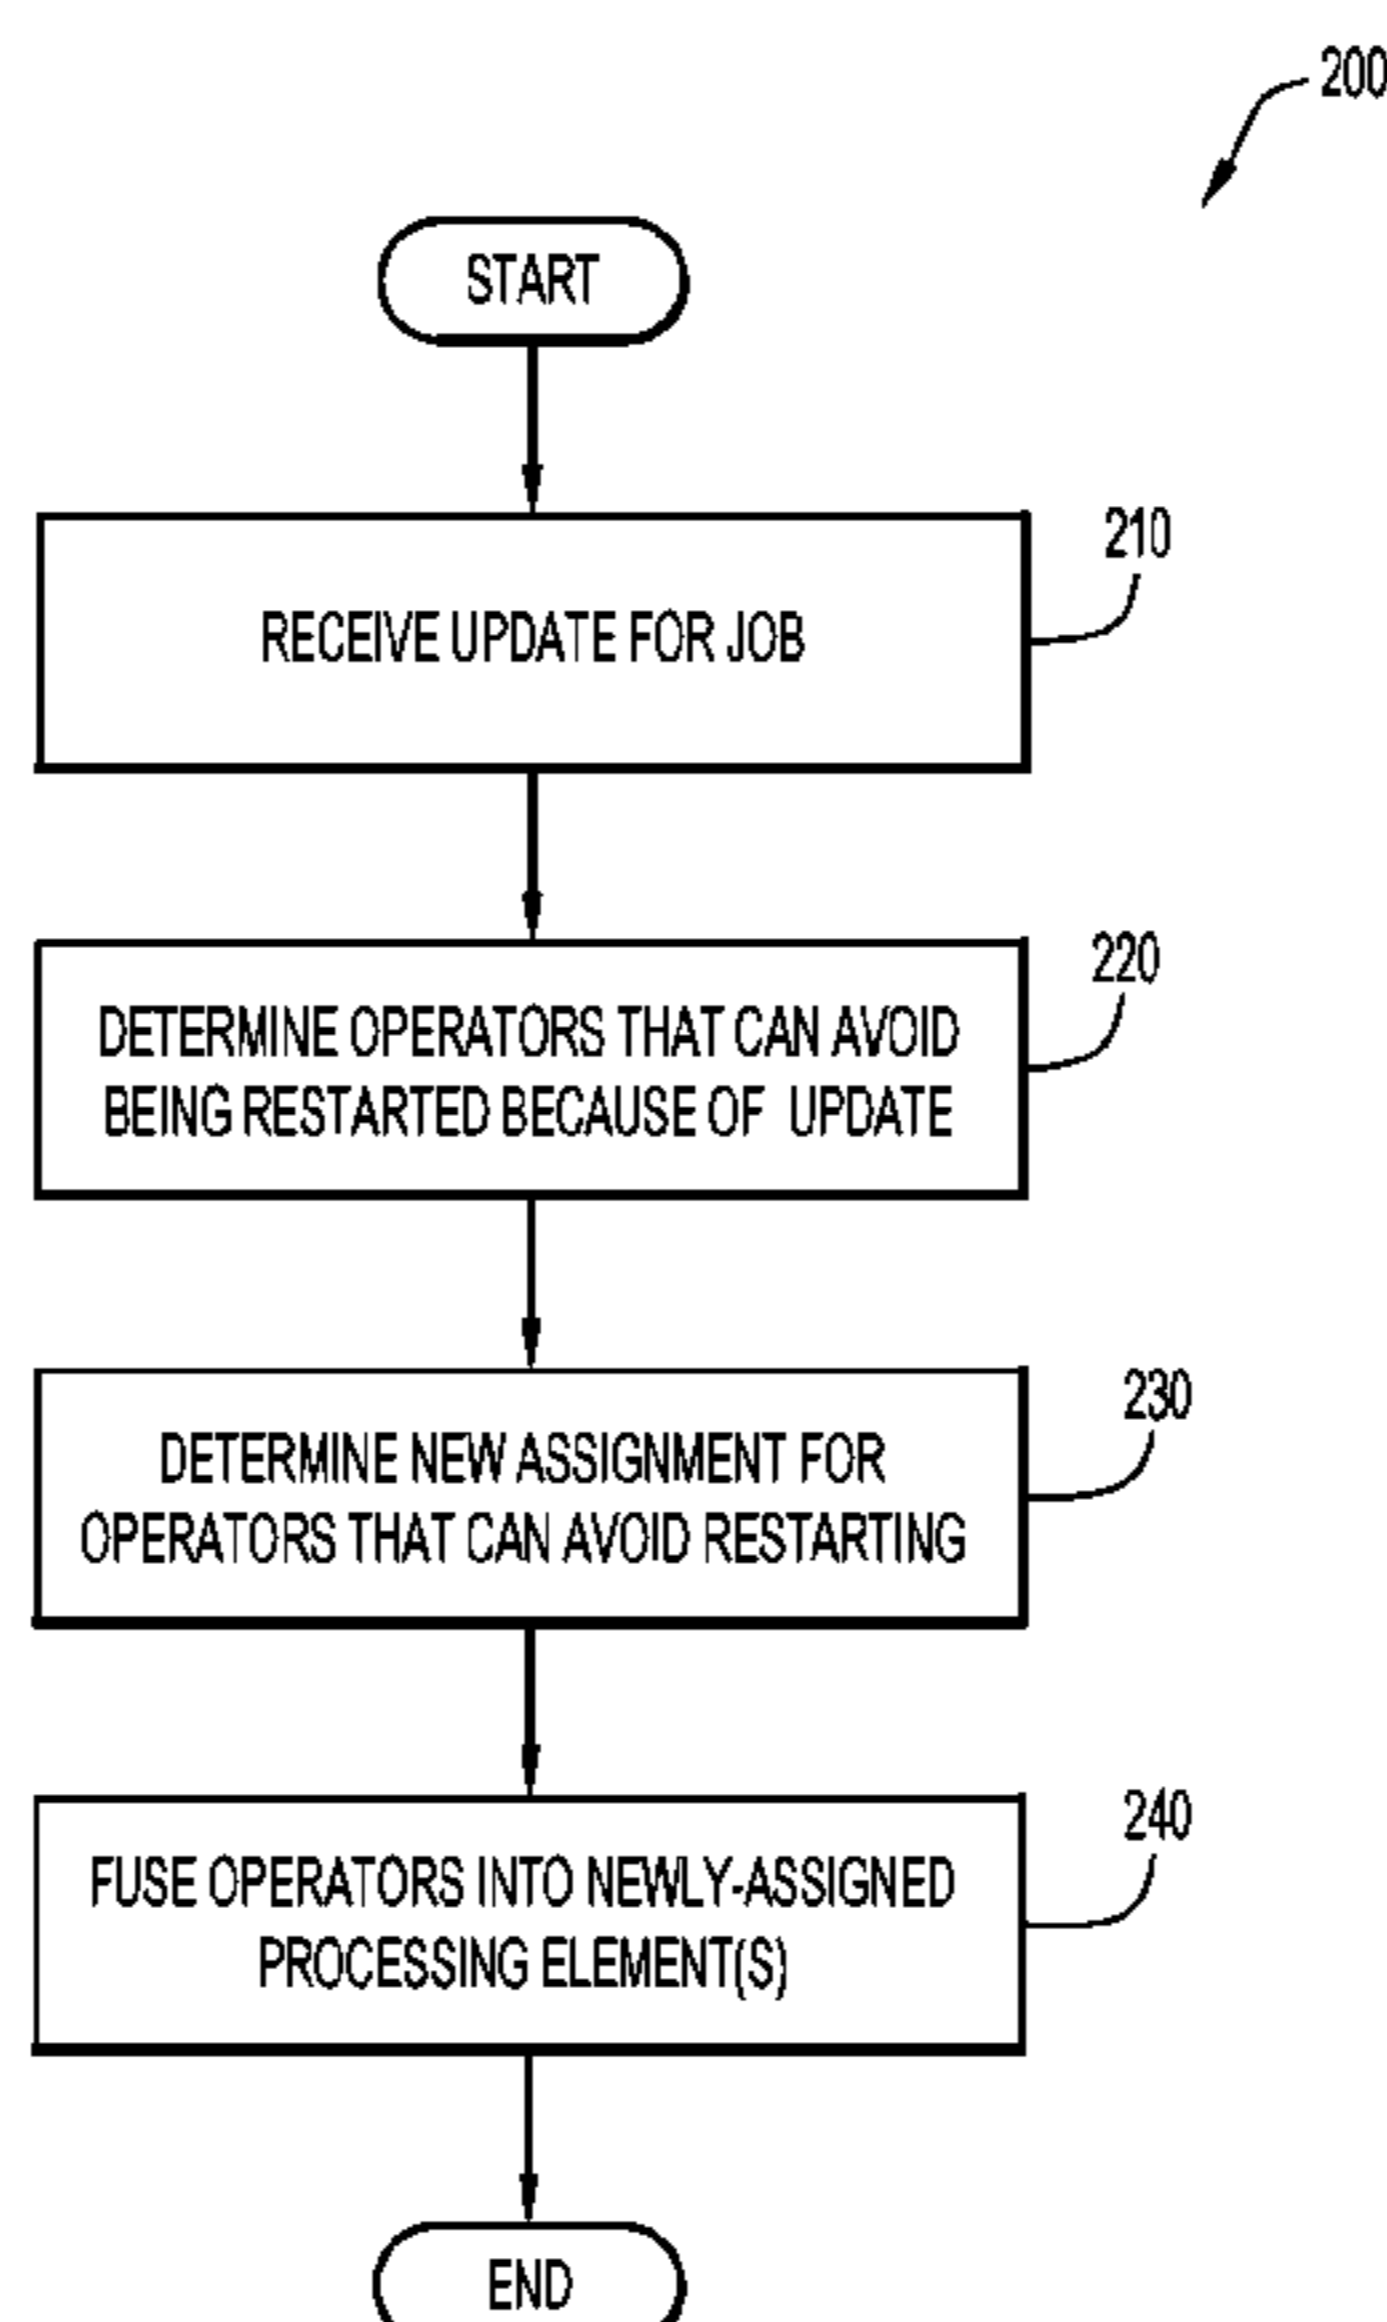 200
START
210
RECEIVE UPDATE FOR JOB
220
DETERMINE OPERATORS THAT CAN AVOID
BEING RESTARTED BECAUSE OF UPDATE
230
DETERMINE NEW ASSIGNMENT FOR
OPERATORS THAT CAN AVOID RESTARTING
240
FUSE OPERATORS INTO NEWLY-ASSIGNED
PROCESSING ELEMENT(S)
END